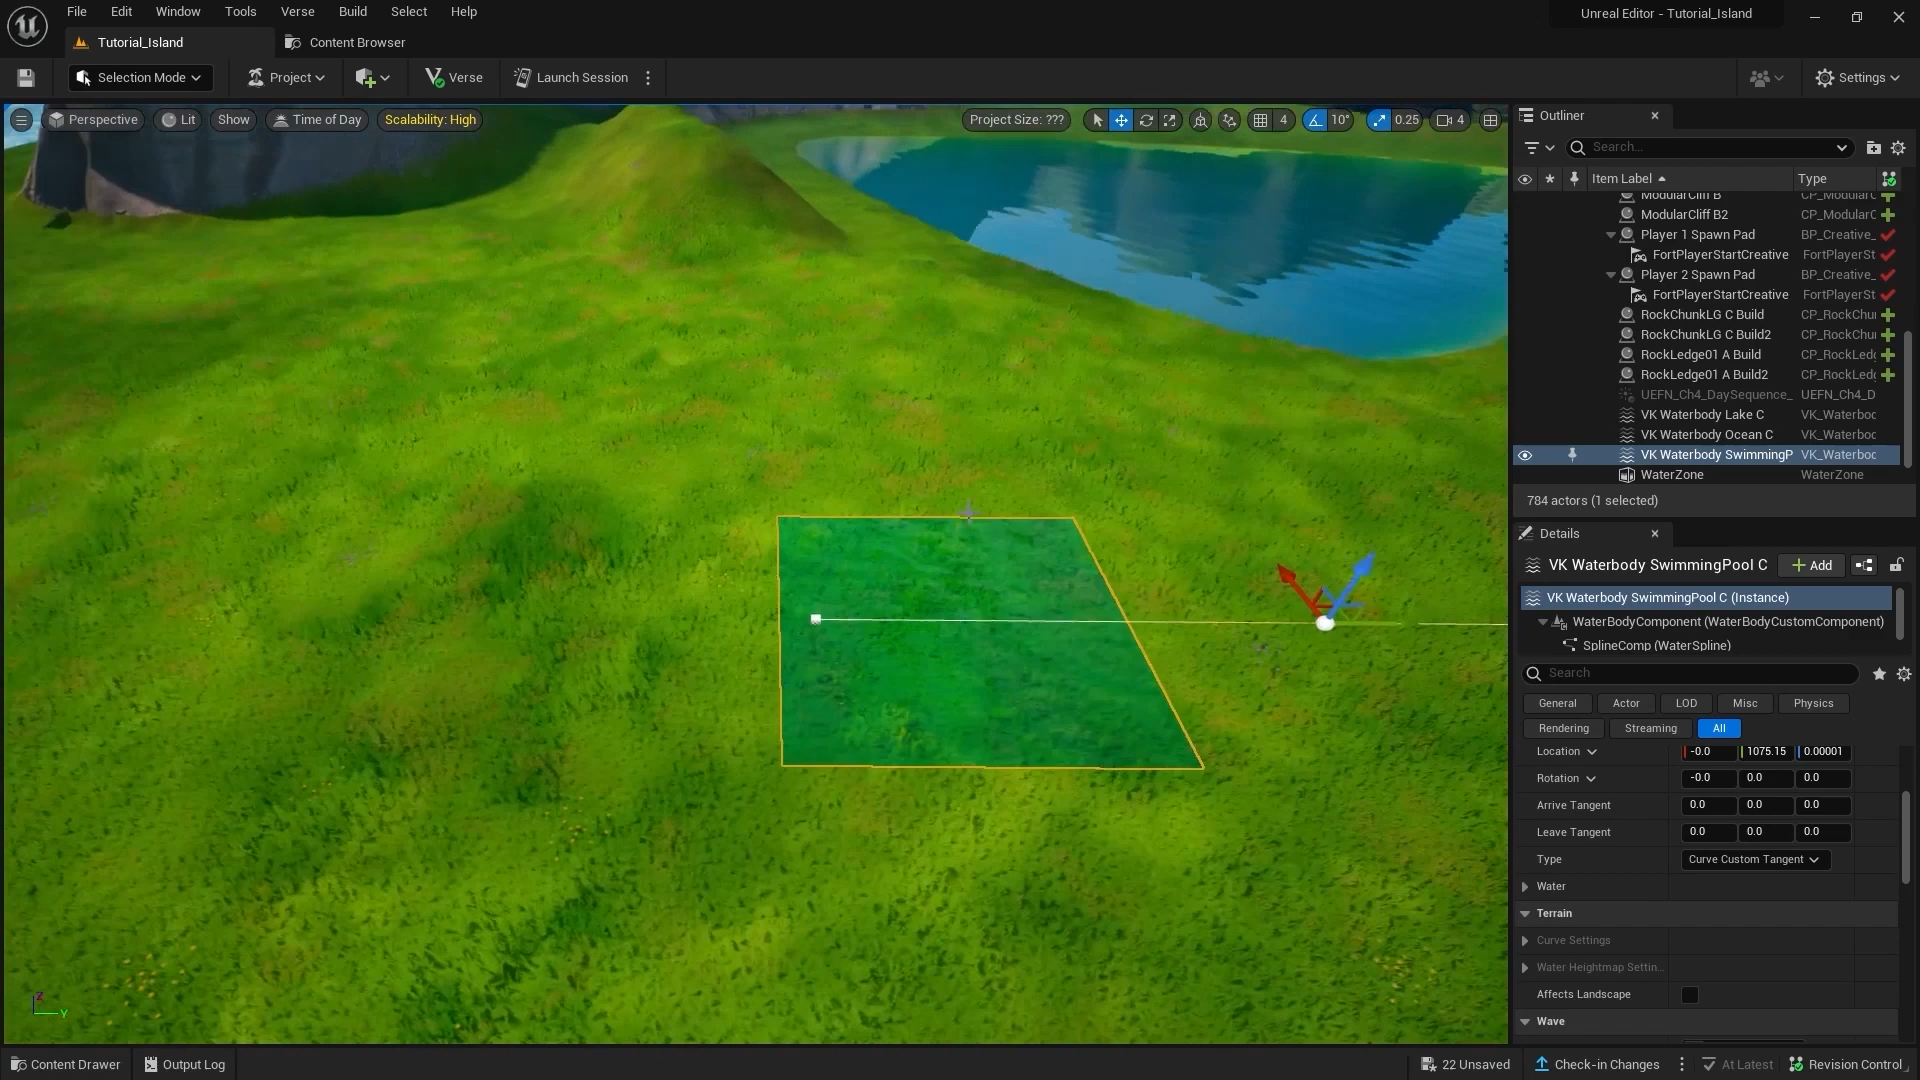 File Edit Window Tools Verse Build Select Help
Unreal Editor - Tutorial_Island
Tutorial_Island
Content Browser
Selection Mode
Project
Verse
Launch Session
Settings
Perspective
Lit
Show
Time of Day
Scalability: High
Project Size: ???
4
10°
0.25
4
Outliner
Search...
Item Label
Type
ModularCliff B CP_ModularC
ModularCliff B2 CP_ModularC
Player 1 Spawn Pad BP_Creative_
FortPlayerStartCreative FortPlayerSt
Player 2 Spawn Pad BP_Creative_
FortPlayerStartCreative FortPlayerSt
RockChunkLG C Build CP_RockChu
RockChunkLG C Build2 CP_RockChu
RockLedge01 A Build CP_RockLedg
RockLedge01 A Build2 CP_RockLedg
UEFN_Ch4_DaySequence_ UEFN_Ch4_D
VK Waterbody Lake C VK_Waterboc
VK Waterbody Ocean C VK_Waterboc
VK Waterbody SwimmingP VK_Waterboc
WaterZone WaterZone
784 actors (1 selected)
Details
VK Waterbody SwimmingPool C
Add
VK Waterbody SwimmingPool C (Instance)
WaterBodyComponent (WaterBodyCustomComponent)
SplineComp (WaterSpline)
Search
General Actor LOD Misc Physics
Rendering Streaming All
Location -0.0 1075.15 0.00001
Rotation -0.0 0.0 0.0
Arrive Tangent 0.0 0.0 0.0
Leave Tangent 0.0 0.0 0.0
Type Curve Custom Tangent
Water
Terrain
Curve Settings
Water Heightmap Settin...
Affects Landscape
Wave
Z
Y
Content Drawer
Output Log
22 Unsaved
Check-in Changes
At Latest
Revision Control